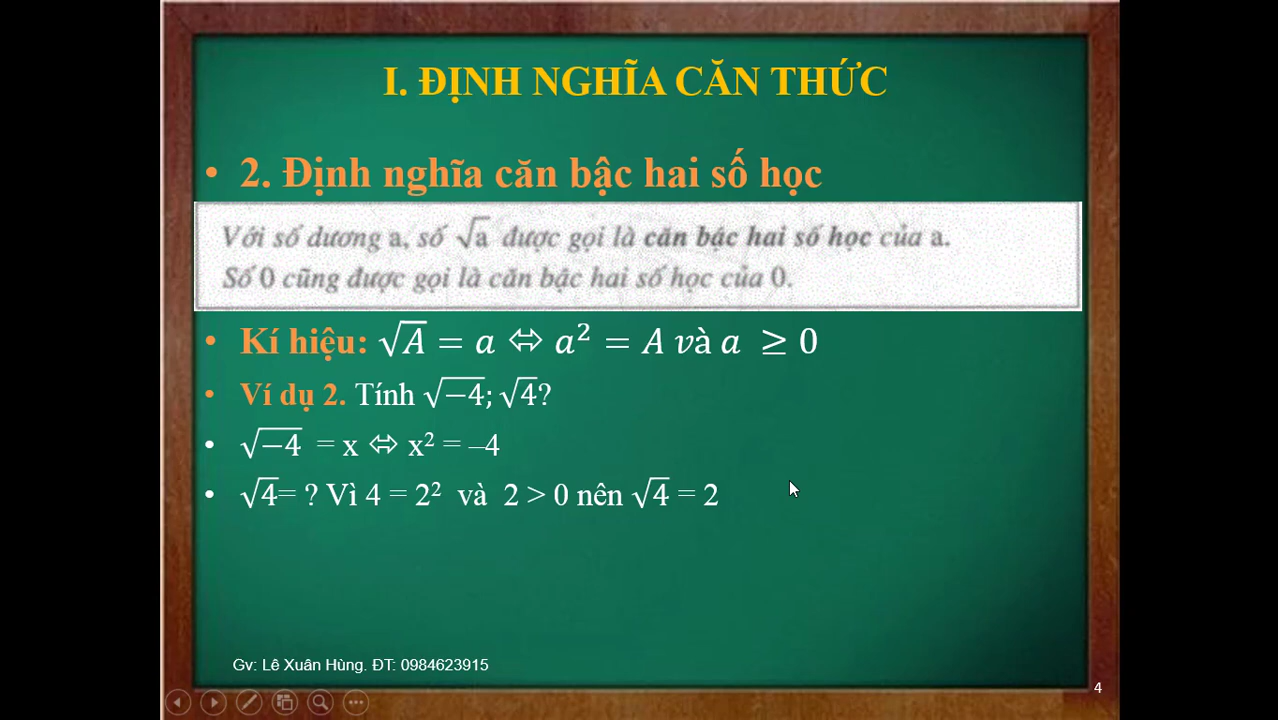 I. ĐỊNH NGHĨA CĂN THỨC
• 2. Định nghĩa căn bậc hai số học
Với số dương a, số √a được gọi là căn bậc hai số học của a.
Số 0 cũng được gọi là căn bậc hai số học của 0.
• Kí hiệu: √A = a ⇔ a² = A và a ≥ 0
• Ví dụ 2. Tính √−4; √4?
• √−4 = x ⇔ x² = –4
• √4= ? Vì 4 = 2² và 2 > 0 nên √4 = 2
Gv: Lê Xuân Hùng. ĐT: 0984623915
4